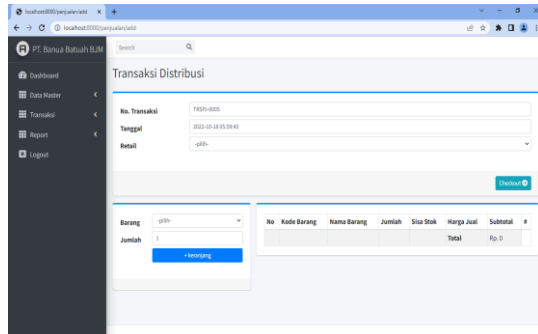 localhost:8000/penjualan/add
localhost:8000/penjualan/add
PT. Banua Batuah BJM
Search
Dashboard
Data Master
Transaksi
Report
Logout
Transaksi Distribusi
No. Transaksi
Tanggal 2022-10-18 05:59:43
Retail -pilih-
Checkout
Barang -pilih-
Jumlah 1
+keranjang
No Kode Barang Nama Barang Jumlah Sisa Stok Harga Jual Subtotal #
Total Rp. 0